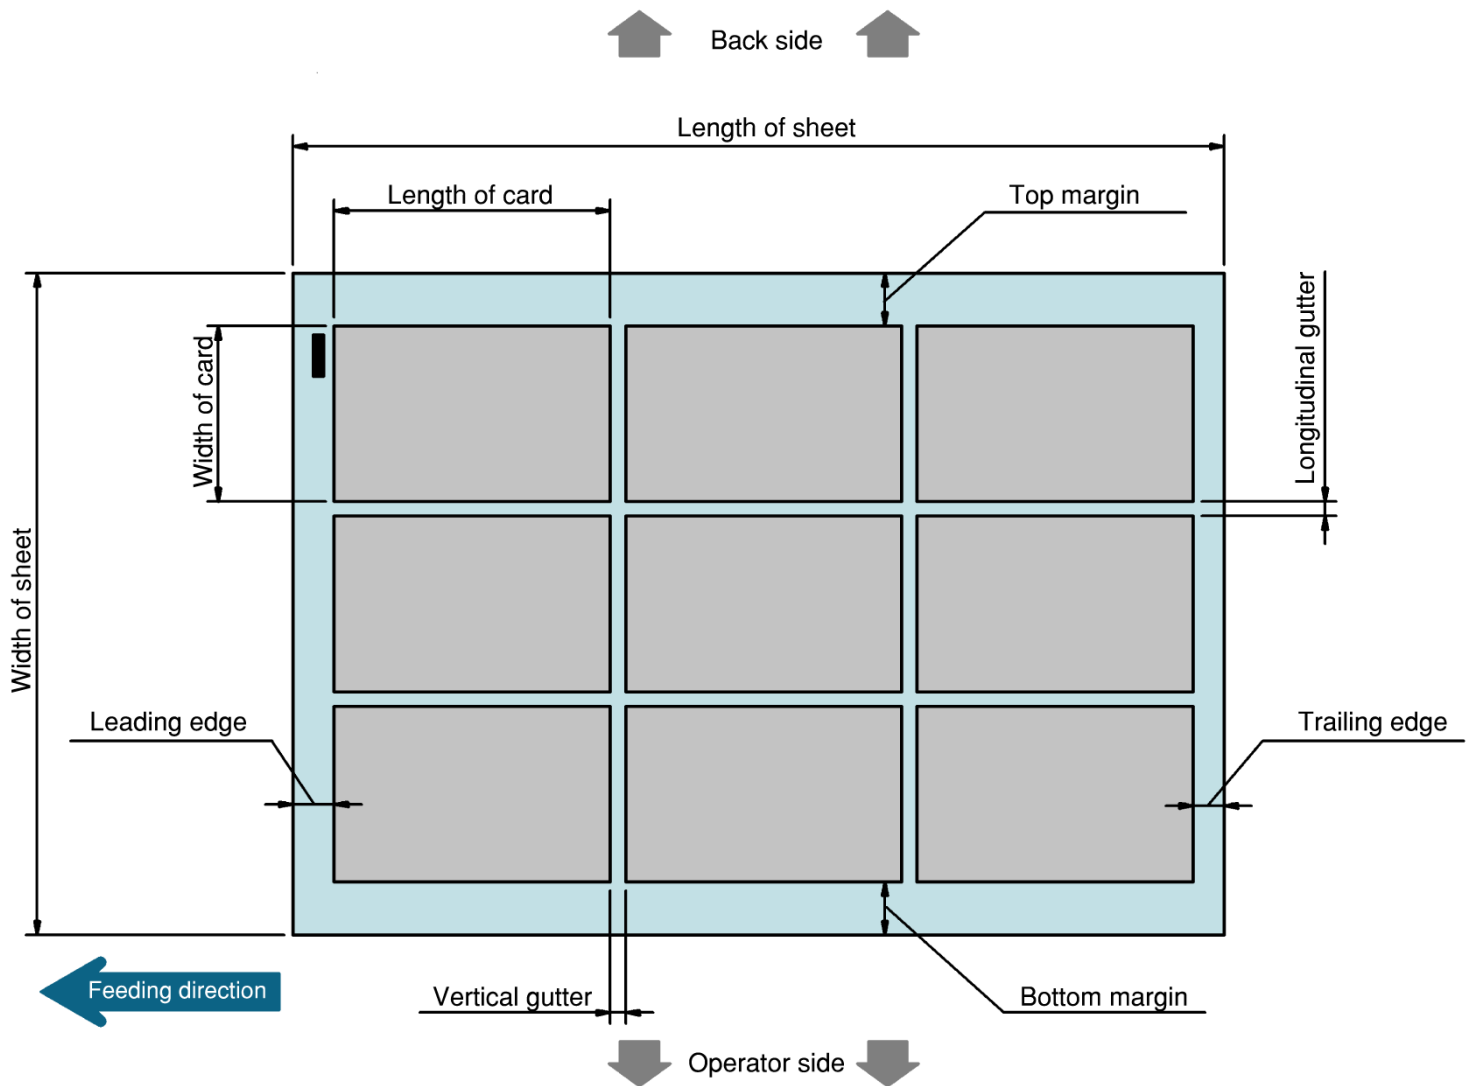 Back side
Length of sheet
Length of card
Top margin
Longitudinal gutter
Width of card
Width of sheet
Leading edge
Trailing edge
Feeding direction
Vertical gutter
Bottom margin
Operator side